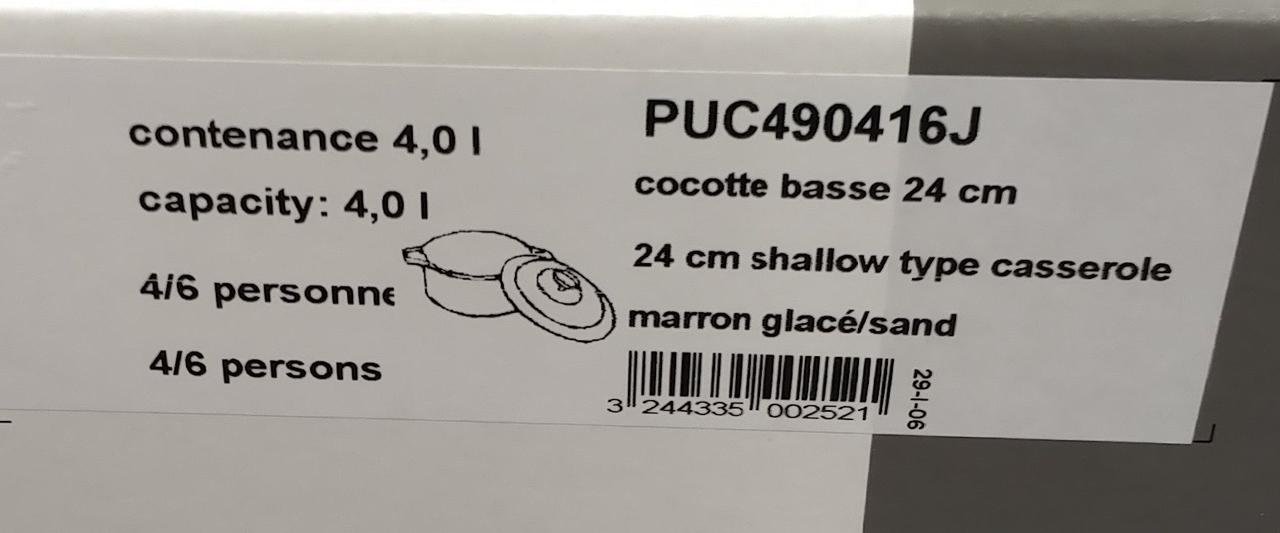 contenance 4,0 l
capacity: 4,0 l
4/6 personne
4/6 persons
PUC490416J
cocotte basse 24 cm
24 cm shallow type casserole
marron glacé/sand
3 244335 002521
29-I-06